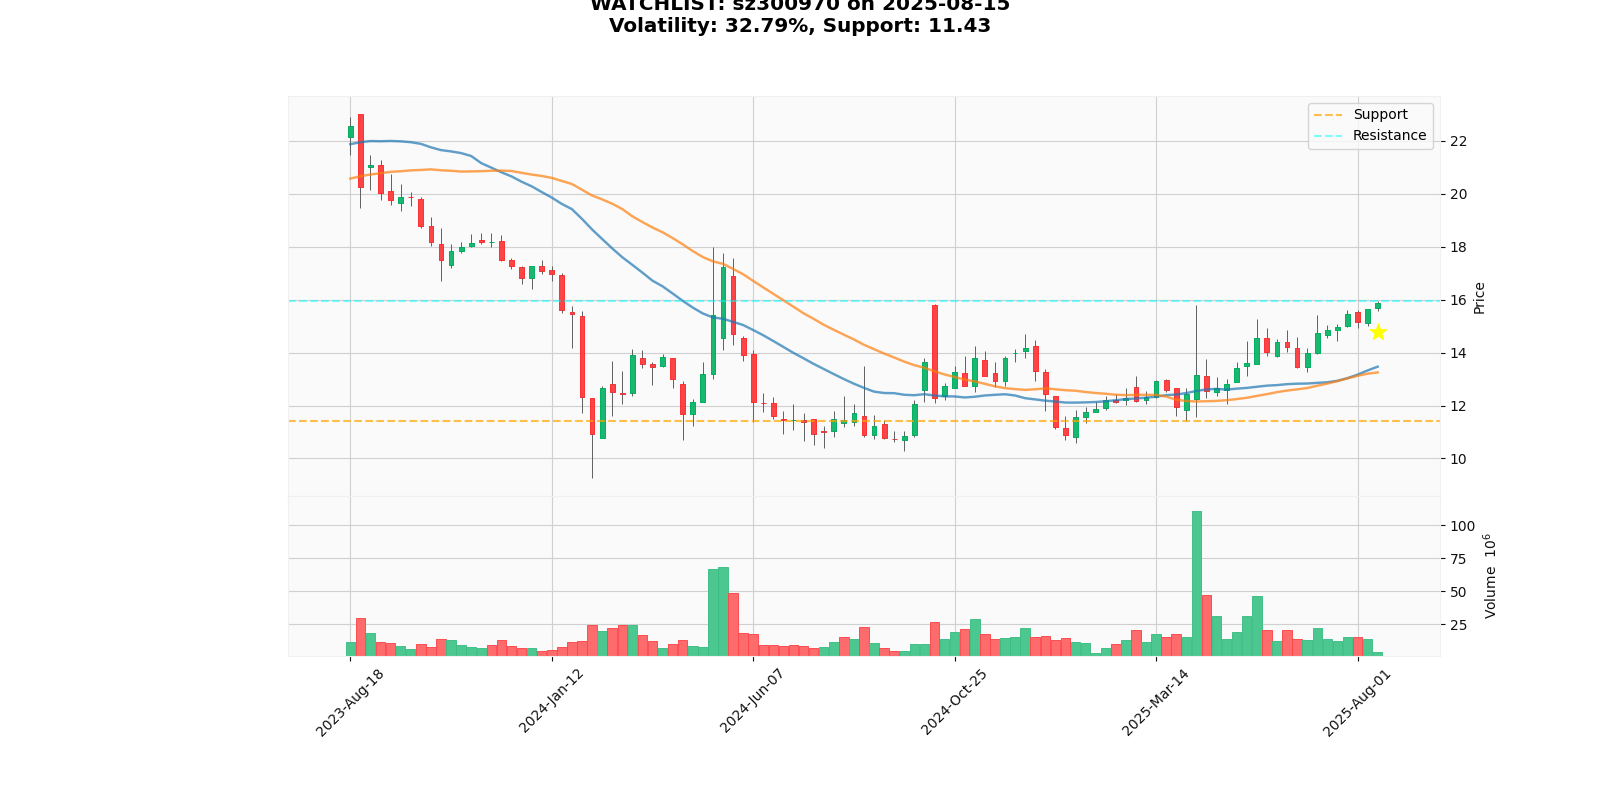 WATCHLIST: sz300970 on 2025-08-15
Volatility: 32.79%, Support: 11.43
Support
Resistance
22
20
18
16
14
12
10
Price
100
75
50
25
Volume 10^6
2023-Aug-18
2024-Jan-12
2024-Jun-07
2024-Oct-25
2025-Mar-14
2025-Aug-01